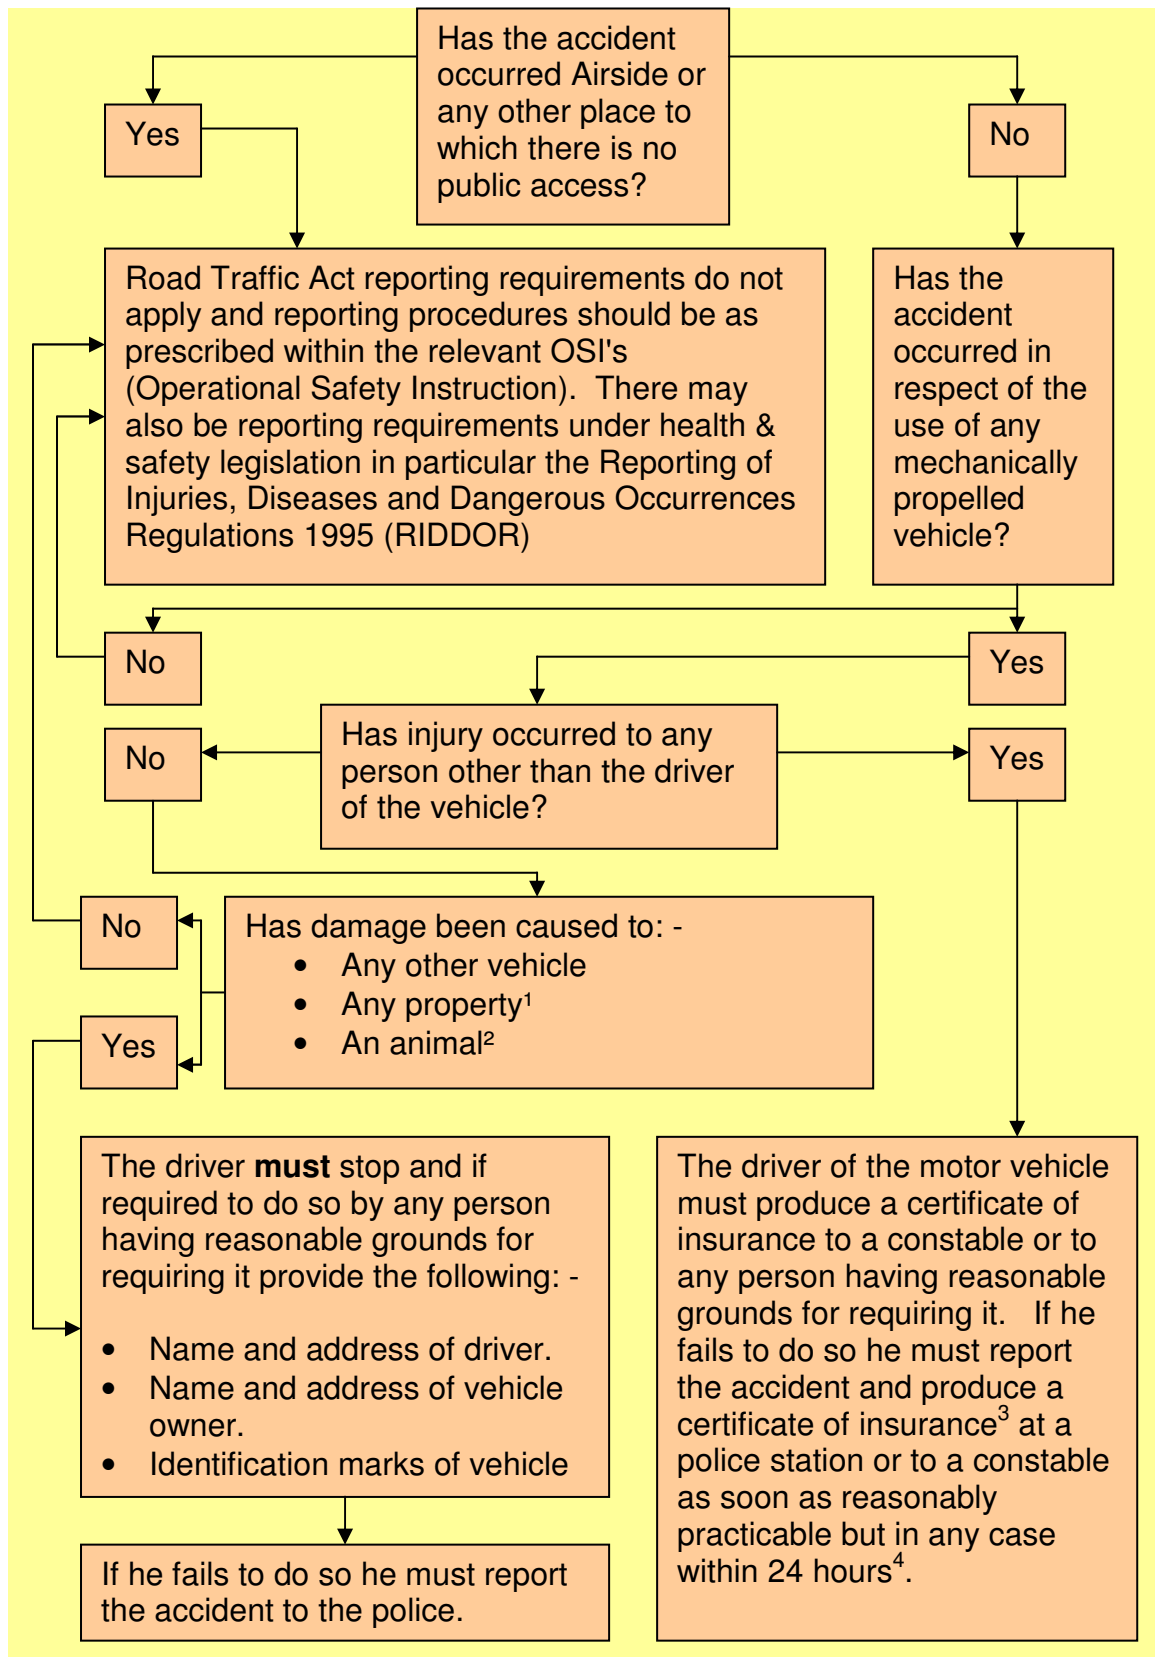 Has the accident
occurred Airside or
any other place to
which there is no
public access?
Yes
No
Road Traffic Act reporting requirements do not
apply and reporting procedures should be as
prescribed within the relevant OSI's
(Operational Safety Instruction).  There may
also be reporting requirements under health &
safety legislation in particular the Reporting of
Injuries, Diseases and Dangerous Occurrences
Regulations 1995 (RIDDOR)
Has the
accident
occurred in
respect of the
use of any
mechanically
propelled
vehicle?
No
Yes
No
Has injury occurred to any
person other than the driver
of the vehicle?
Yes
No
Has damage been caused to: -
• Any other vehicle
• Any property¹
• An animal²
Yes
The driver must stop and if
required to do so by any person
having reasonable grounds for
requiring it provide the following: -
• Name and address of driver.
• Name and address of vehicle
owner.
• Identification marks of vehicle
If he fails to do so he must report
the accident to the police.
The driver of the motor vehicle
must produce a certificate of
insurance to a constable or to
any person having reasonable
grounds for requiring it.   If he
fails to do so he must report
the accident and produce a
certificate of insurance³ at a
police station or to a constable
as soon as reasonably
practicable but in any case
within 24 hours⁴.